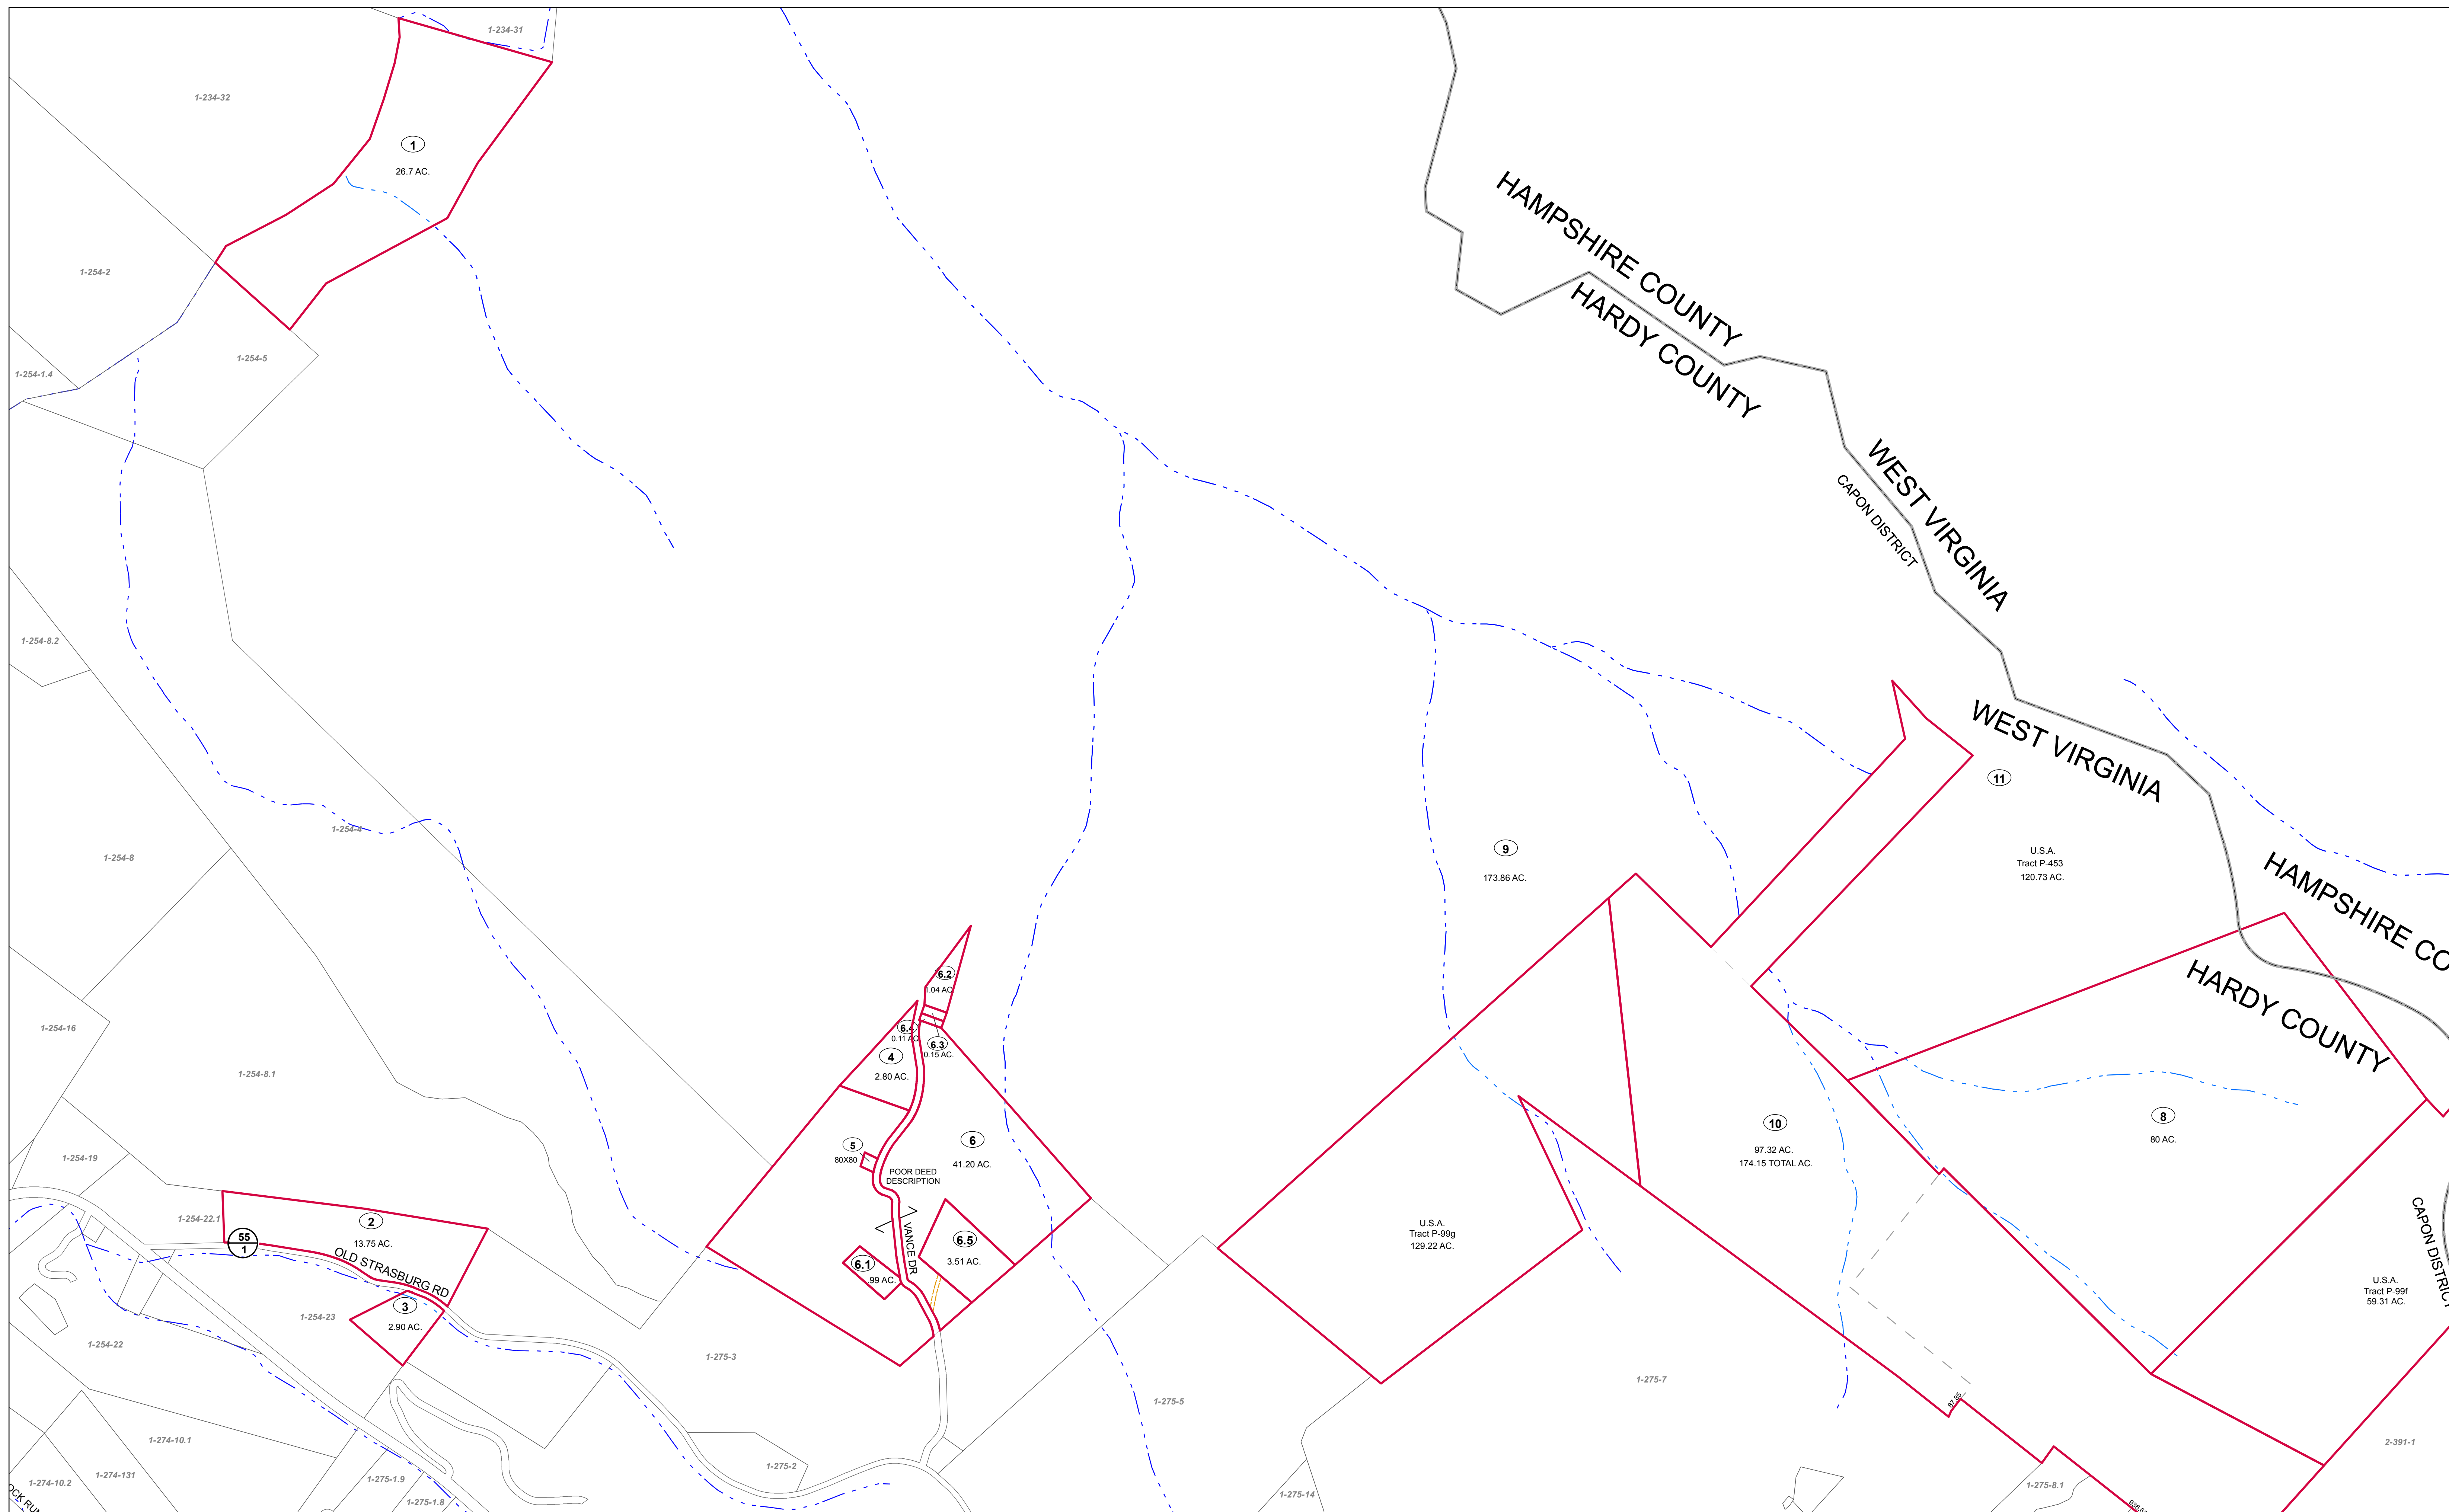 1-234-31
1-234-32
1
26.7 AC.
1-254-2
1-254-5
1-254-1.4
HAMPSHIRE COUNTY
HARDY COUNTY
WEST VIRGINIA
CAPON DISTRICT
WEST VIRGINIA
1-254-8.2
11
U.S.A.
Tract P-453
120.73 AC.
1-254-4
1-254-8
9
173.86 AC.
HAMPSHIRE CO
HARDY COUNTY
6.2
1.04 AC
6.4
0.11 AC
6.3
0.15 AC.
4
2.80 AC.
1-254-16
1-254-8.1
5
80X80
6
41.20 AC.
POOR DEED
DESCRIPTION
10
97.32 AC.
174.15 TOTAL AC.
8
80 AC.
1-254-19
1-254-22.1
2
13.75 AC.
55
1
OLD STRASBURG RD
VANCE DR
6.1
.99 AC.
6.5
3.51 AC.
U.S.A.
Tract P-99g
129.22 AC.
CAPON DISTRICT
U.S.A.
Tract P-99f
59.31 AC.
3
2.90 AC.
1-254-23
1-254-22
1-275-3
1-275-5
1-275-7
87.85
2-391-1
1-274-10.1
1-274-10.2
1-274-131
1-275-1.9
1-275-1.8
1-275-2
1-275-14
1-275-8.1
OCK RUN